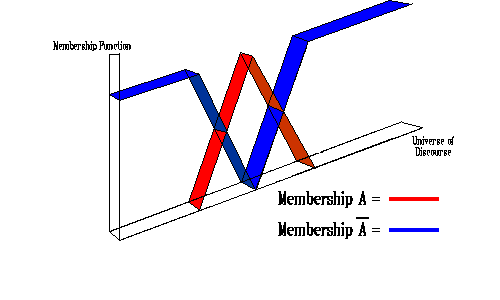 Membership Function
Universe of
Discourse
Membership A =
Membership A̅ =